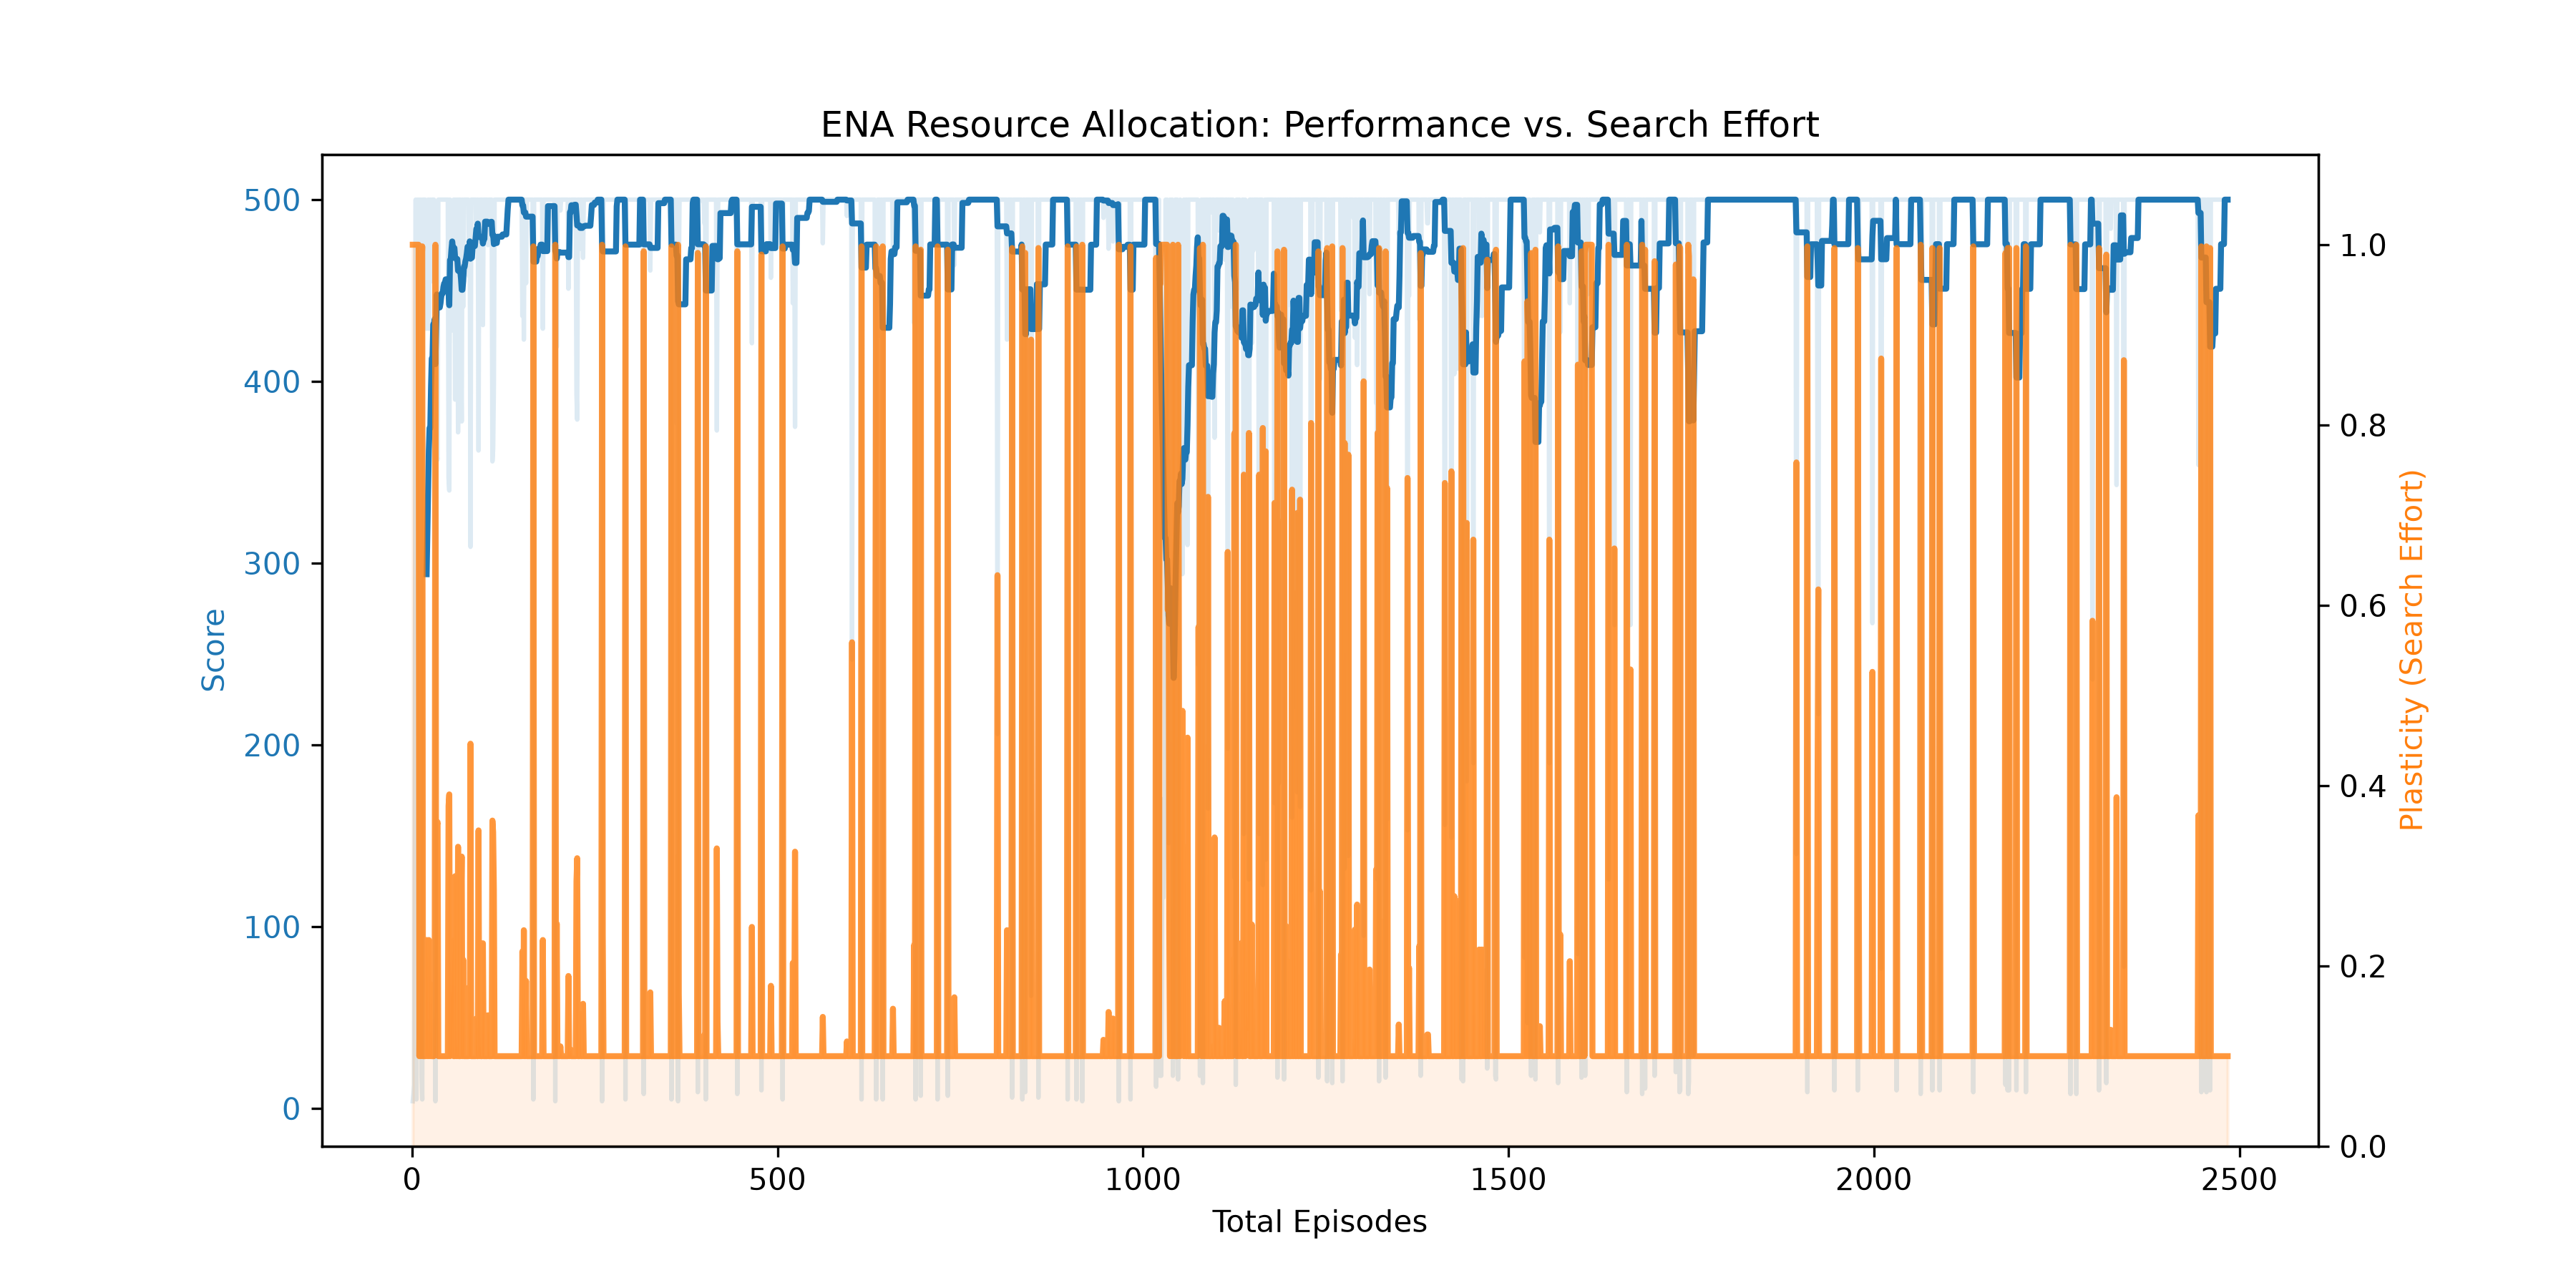 ENA Resource Allocation: Performance vs. Search Effort
500
400
300
200
100
0
Score
1.0
0.8
0.6
0.4
0.2
0.0
Plasticity (Search Effort)
0 500 1000 1500 2000 2500
Total Episodes